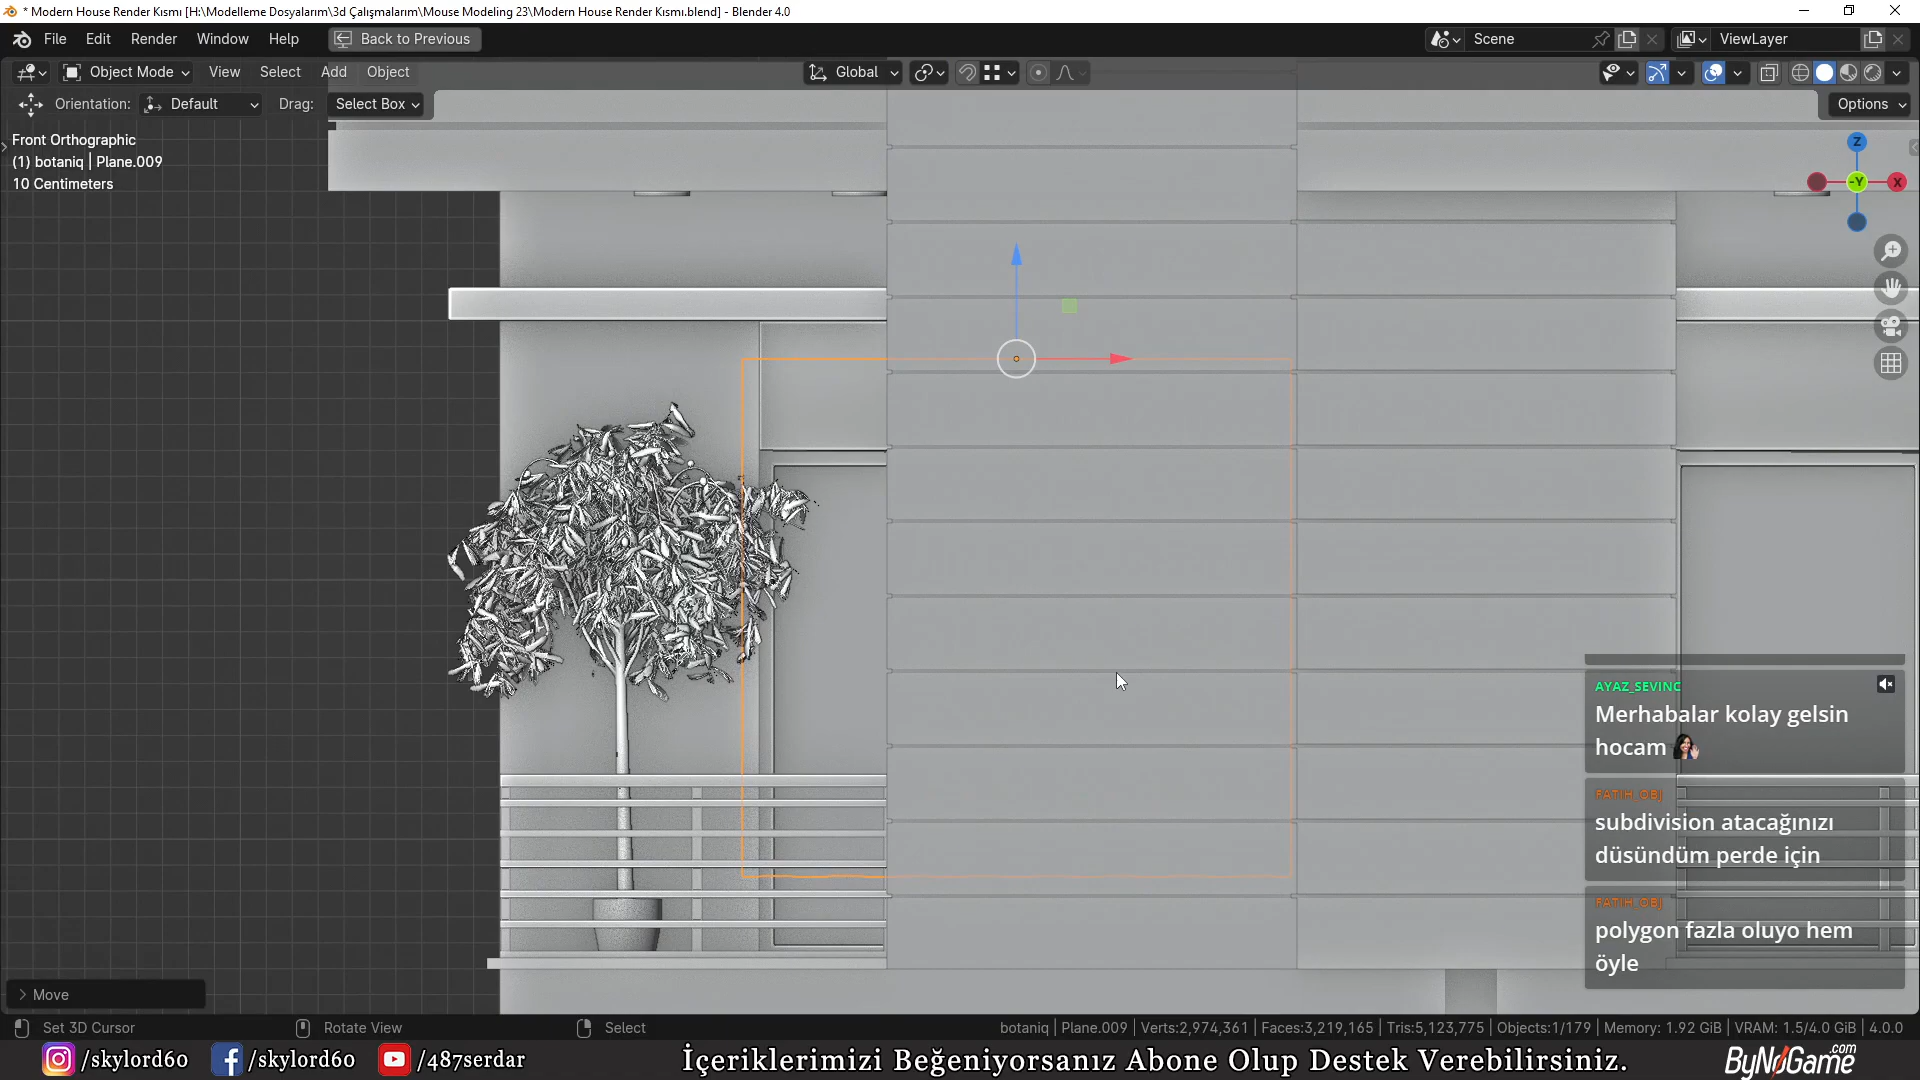 * Modern House Render Kısmı [H:\Modelleme Dosyalarım\3d Çalışmalarım\Mouse Modeling 23\Modern House Render Kısmı.blend] - Blender 4.0
File Edit Render Window Help Back to Previous Scene ViewLayer
Object Mode View Select Add Object Global
Orientation: Default Drag: Select Box Options
Front Orthographic
(1) botaniq | Plane.009
10 Centimeters
Z
-Y
X
AYAZ_SEVINC
Merhabalar kolay gelsin
hocam
FATIH_OBJ
subdivision atacağınızı
düsündüm perde için
FATIH_OBJ
polygon fazla oluyo hem
öyle
Move
Set 3D Cursor Rotate View Select botaniq | Plane.009 | Verts:2,974,361 | Faces:3,219,165 | Tris:5,123,775 | Objects:1/179 | Memory: 1.92 GiB | VRAM: 1.5/4.0 GiB | 4.0.0
/skylord60 /skylord60 /487serdar İçeriklerimizi Beğeniyorsanız Abone Olup Destek Verebilirsiniz. ByNoGame.com